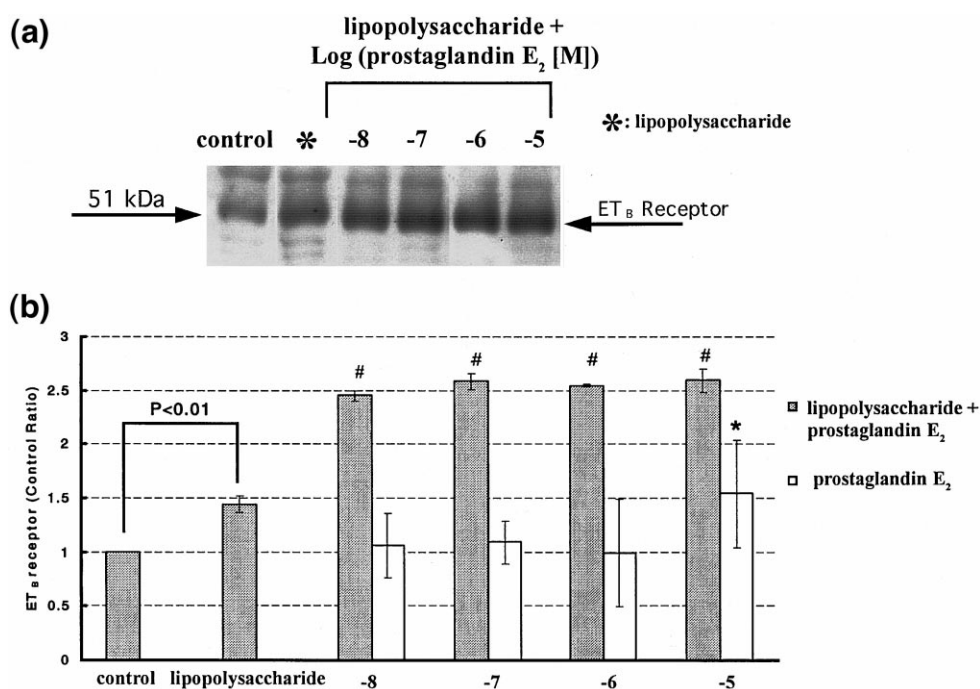 (a)
lipopolysaccharide +
Log (prostaglandin E2 [M])
control * -8 -7 -6 -5
*: lipopolysaccharide
51 kDa
ET B Receptor
(b)
ET B receptor (Control Ratio)
3
2.5
2
1.5
1
0.5
0
P<0.01
# # # #
*
lipopolysaccharide +
prostaglandin E2
prostaglandin E2
control lipopolysaccharide -8 -7 -6 -5